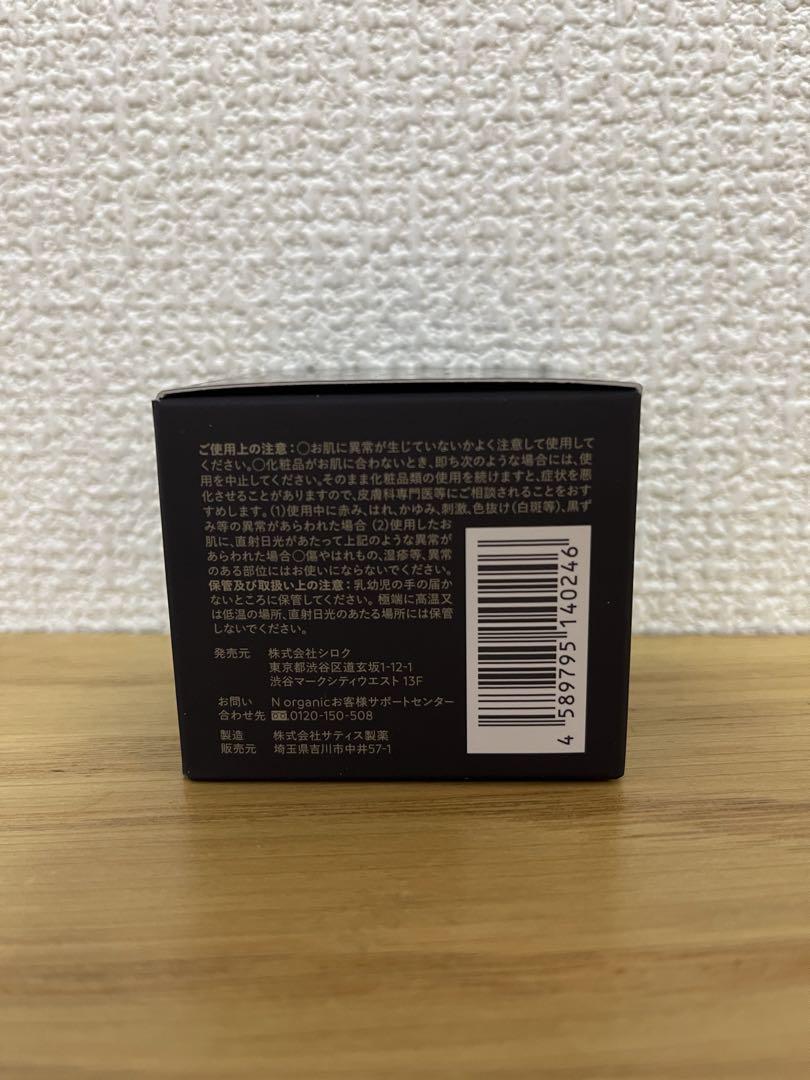 ご使用上の注意：○お肌に異常が生じていないかよく注意して使用して
ください。○化粧品がお肌に合わないとき、即ち次のような場合には、使
用を中止してください。そのまま化粧品類の使用を続けますと、症状を悪
化させることがありますので、皮膚科専門医等にご相談されることをおす
すめします。(1)使用中に赤み、はれ、かゆみ、刺激、色抜け(白斑等)、黒ず
み等の異常があらわれた場合 (2)使用したお
肌に、直射日光があたって上記のような異常が
あらわれた場合○傷やはれもの、湿疹等、異常
のある部位にはお使いにならないでください。
保管及び取扱い上の注意：乳幼児の手の届か
ないところに保管してください。極端に高温又
は低温の場所、直射日光のあたる場所には保管
しないでください。
発売元 株式会社シロク
東京都渋谷区道玄坂1-12-1
渋谷マークシティウエスト 13F
お問い合わせ先 N organicお客様サポートセンター
0120-150-508
製造販売元 株式会社サティス製薬
埼玉県吉川市中井57-1
4 589795 140246